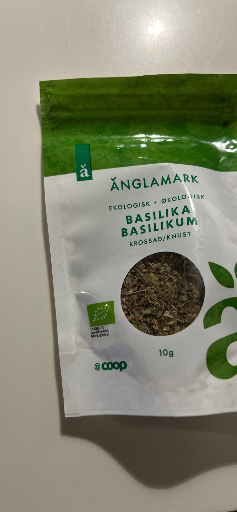 ä
ÄNGLAMARK
EKOLOGISK • ØKOLOGISK
BASILIKA
BASILIKUM
KROSSAD/KNUST
10g
coop